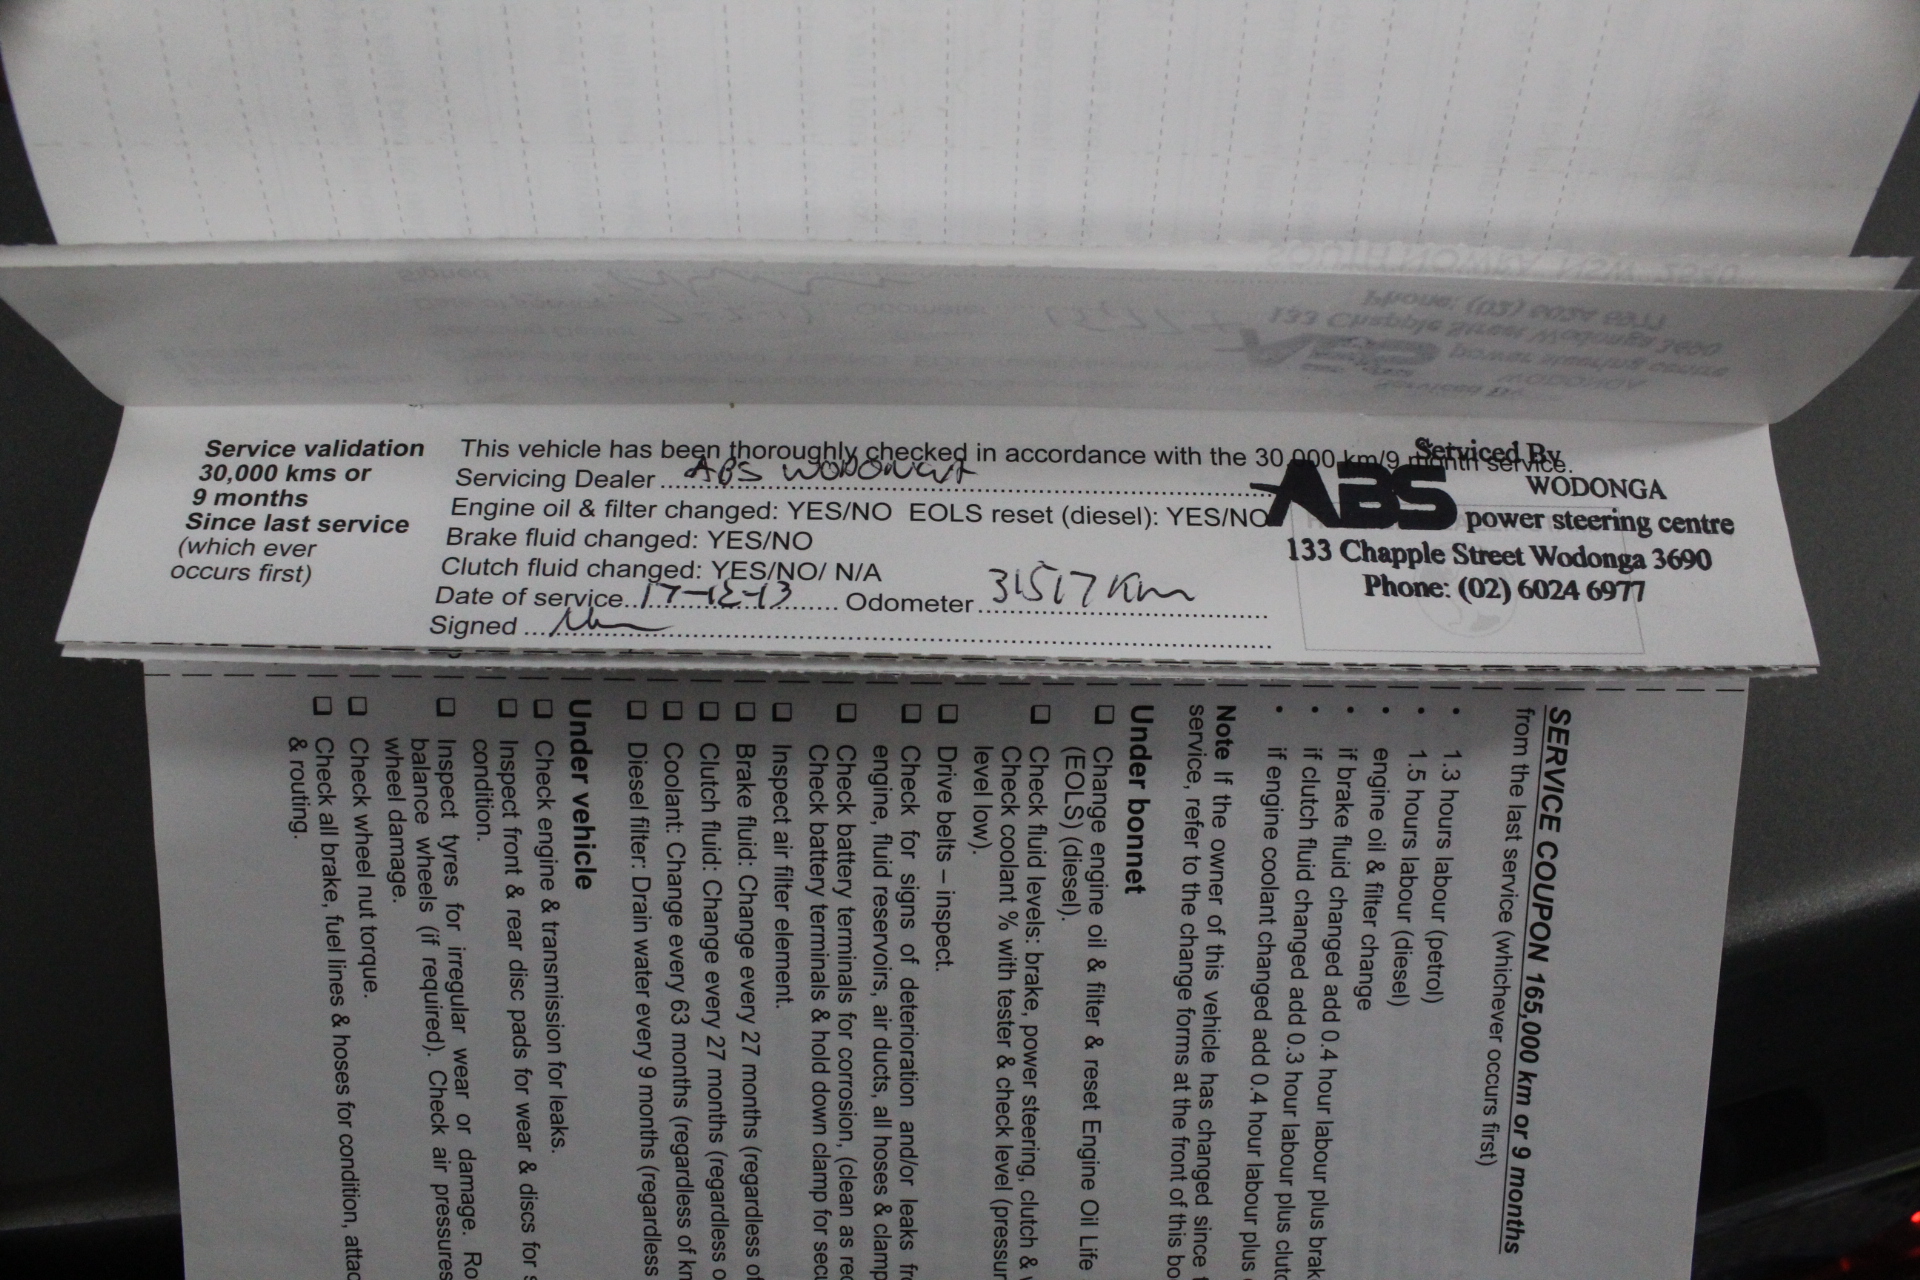 Service validation
30,000 kms or
9 months
Since last service
(which ever
occurs first)
This vehicle has been thoroughly checked in accordance with the 30,000 km/9 month service.
Servicing Dealer ABS WODONGA
Engine oil & filter changed: YES/NO EOLS reset (diesel): YES/NO
Brake fluid changed: YES/NO
Clutch fluid changed: YES/NO/ N/A
Date of service 17-12-13 Odometer 31517 Km
Signed
Serviced By
ABS WODONGA
power steering centre
133 Chapple Street Wodonga 3690
Phone: (02) 6024 6977
SERVICE COUPON 165,000 km or 9 months
from the last service (whichever occurs first)
• 1.3 hours labour (petrol)
• 1.5 hours labour (diesel)
• engine oil & filter change
• if brake fluid changed add 0.4 hour labour plus
• if clutch fluid changed add 0.3 hour labour plus
• if engine coolant changed add 0.4 hour labour plus
Note If the owner of this vehicle has changed since
service, refer to the change forms at the front of this
Under bonnet
❏ Change engine oil & filter & reset Engine Oil Life
(EOLS) (diesel).
❏ Check fluid levels: brake, power steering, clutch &
Check coolant % with tester & check level
level low).
❏ Drive belts – inspect.
❏ Check for signs of deterioration and/or leaks
engine, fluid reservoirs, air ducts, all hoses &
❏ Check battery terminals for corrosion, (clean as
Check battery terminals & hold down clamp for
❏ Inspect air filter element.
❏ Brake fluid: Change every 27 months (regardless of
❏ Clutch fluid: Change every 27 months (regardless
❏ Coolant: Change every 63 months (regardless of
❏ Diesel filter: Drain water every 9 months (regardless
Under vehicle
❏ Check engine & transmission for leaks.
❏ Inspect front & rear disc pads for wear & discs for
condition.
❏ Inspect tyres for irregular wear or damage.
balance wheels (if required). Check air pressures
wheel damage.
❏ Check wheel nut torque.
❏ Check all brake, fuel lines & hoses for condition,
& routing.